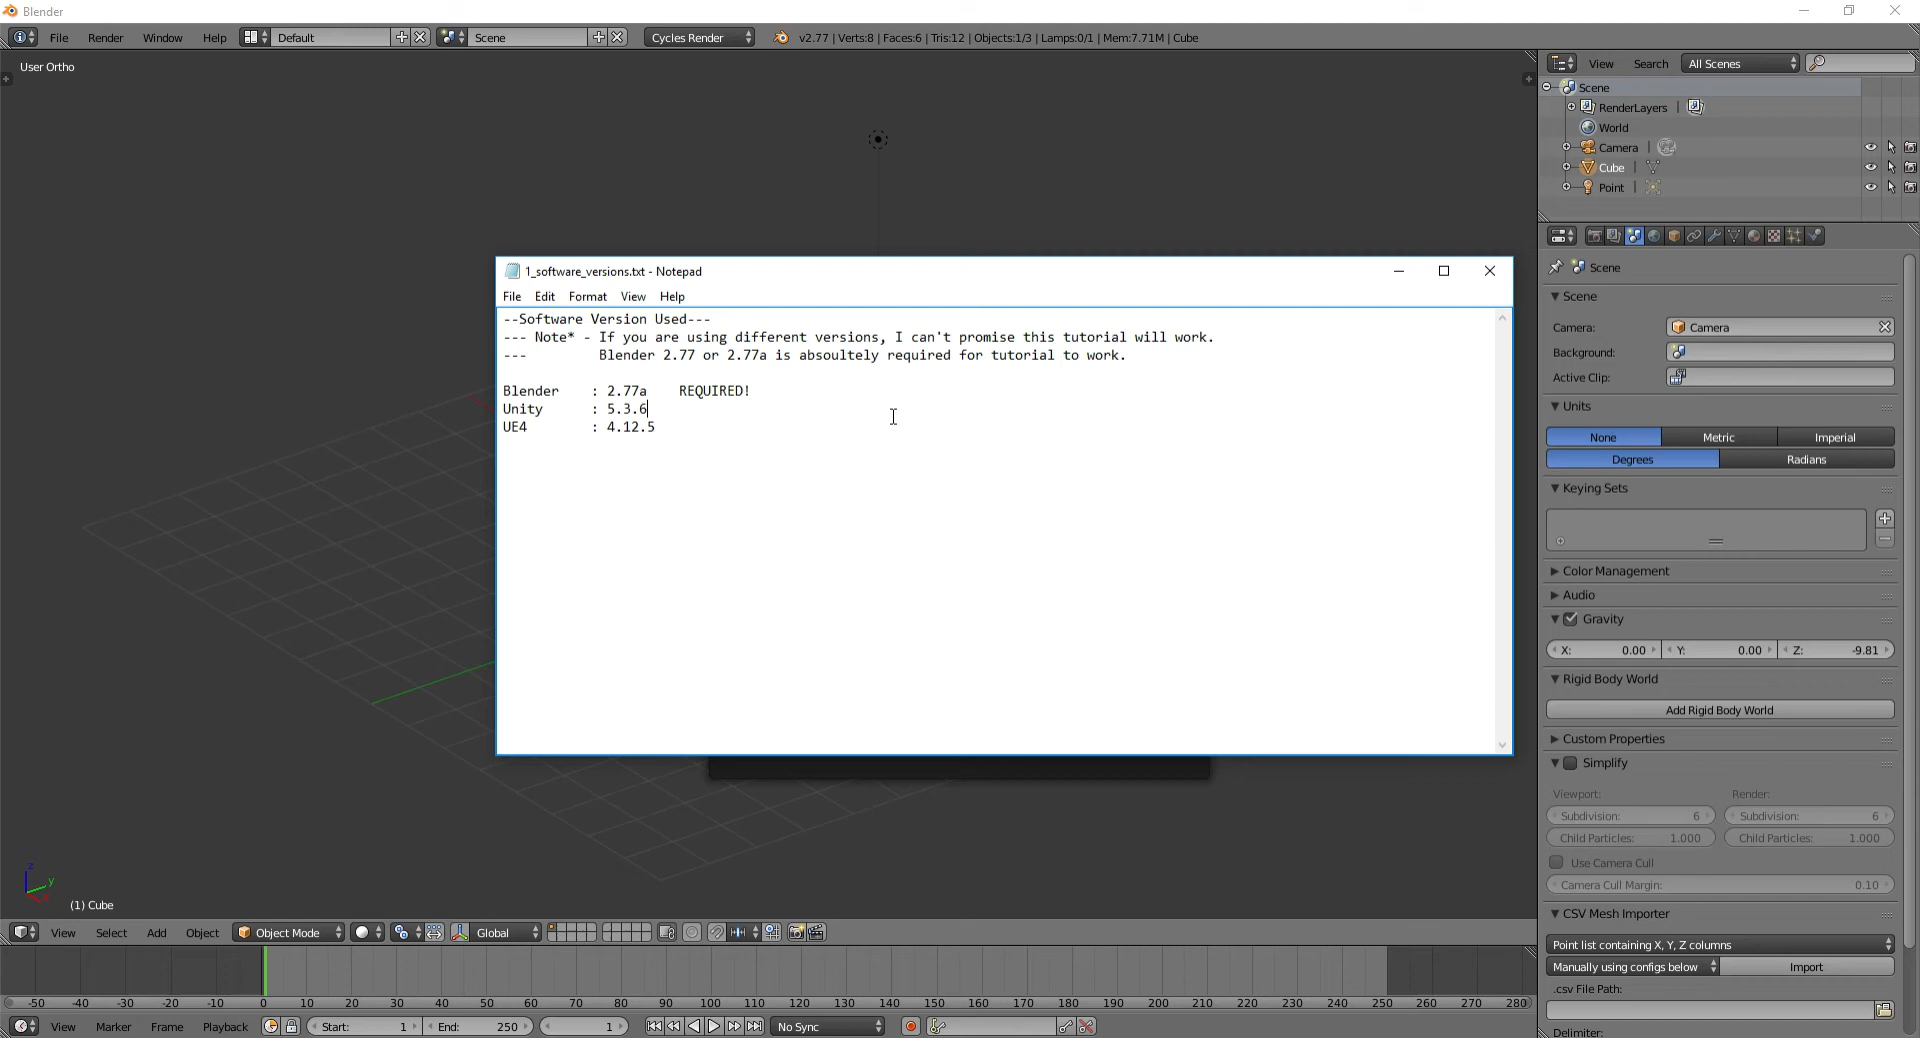 Blender
File Render Window Help Default Scene Cycles Render v2.77 | Verts:8 | Faces:6 | Tris:12 | Objects:1/3 | Lamps:0/1 | Mem:7.71M | Cube
User Ortho
View Search All Scenes
Scene
RenderLayers |
World
Camera |
Cube |
Point |
1_software_versions.txt - Notepad
File Edit Format View Help
--Software Version Used---
--- Note* - If you are using different versions, I can't promise this tutorial will work.
--- Blender 2.77 or 2.77a is absoultely required for tutorial to work.
Blender : 2.77a REQUIRED!
Unity : 5.3.6
UE4 : 4.12.5
Scene
Scene
Camera: Camera
Background:
Active Clip:
Units
None Metric Imperial
Degrees Radians
Keying Sets
Color Management
Audio
Gravity
X: 0.00 Y: 0.00 Z: -9.81
Rigid Body World
Add Rigid Body World
Custom Properties
Simplify
Viewport: Render:
Subdivision: 6 Subdivision: 6
Child Particles: 1.000 Child Particles: 1.000
Use Camera Cull
Camera Cull Margin: 0.10
CSV Mesh Importer
Point list containing X, Y, Z columns
Manually using configs below Import
.csv File Path:
Delimiter:
z
y
x
(1) Cube
View Select Add Object Object Mode Global
-50 -40 -30 -20 -10 0 10 20 30 40 50 60 70 80 90 100 110 120 130 140 150 160 170 180 190 200 210 220 230 240 250 260 270 280
View Marker Frame Playback Start: 1 End: 250 1 No Sync